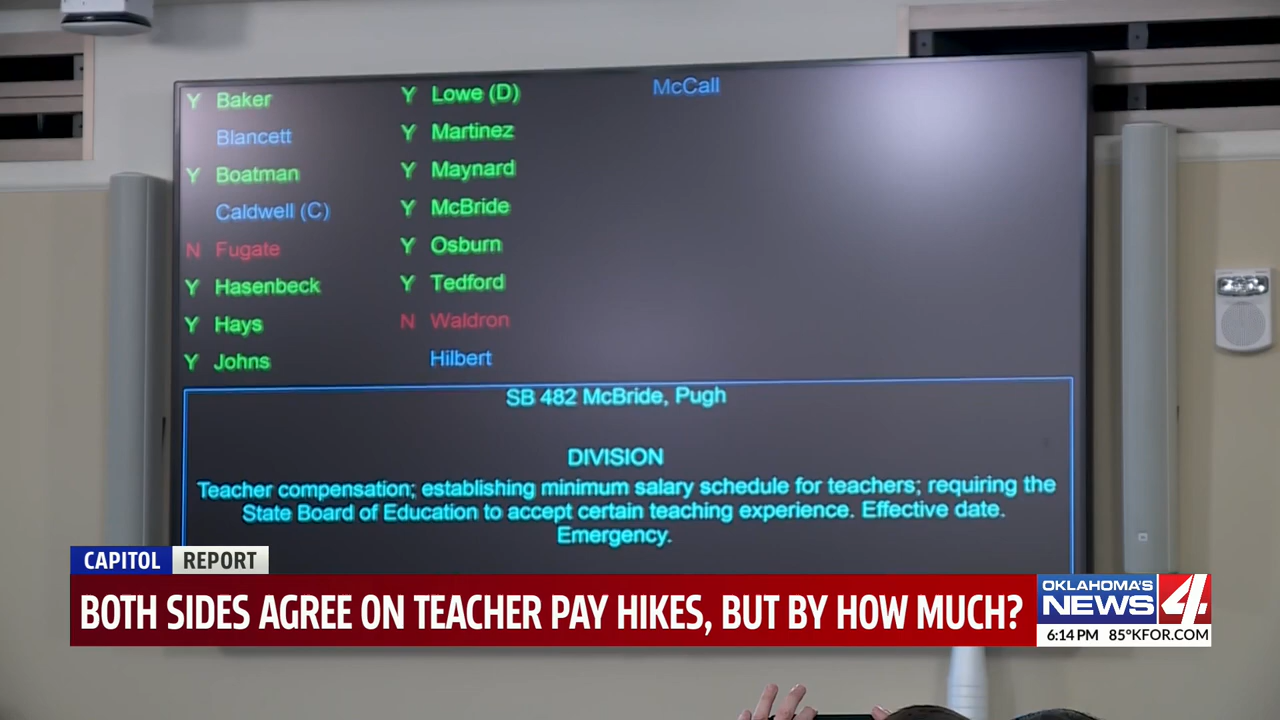 Y Baker
Blancett
Y Boatman
Caldwell (C)
N Fugate
Y Hasenbeck
Y Hays
Y Johns
Y Lowe (D)
Y Martinez
Y Maynard
Y McBride
Y Osburn
Y Tedford
N Waldron
Hilbert
McCall
SB 482 McBride, Pugh
DIVISION
Teacher compensation; establishing minimum salary schedule for teachers; requiring the
State Board of Education to accept certain teaching experience. Effective date.
Emergency.
CAPITOL REPORT
BOTH SIDES AGREE ON TEACHER PAY HIKES, BUT BY HOW MUCH?
OKLAHOMA'S
NEWS 4
6:14 PM 85° KFOR.COM